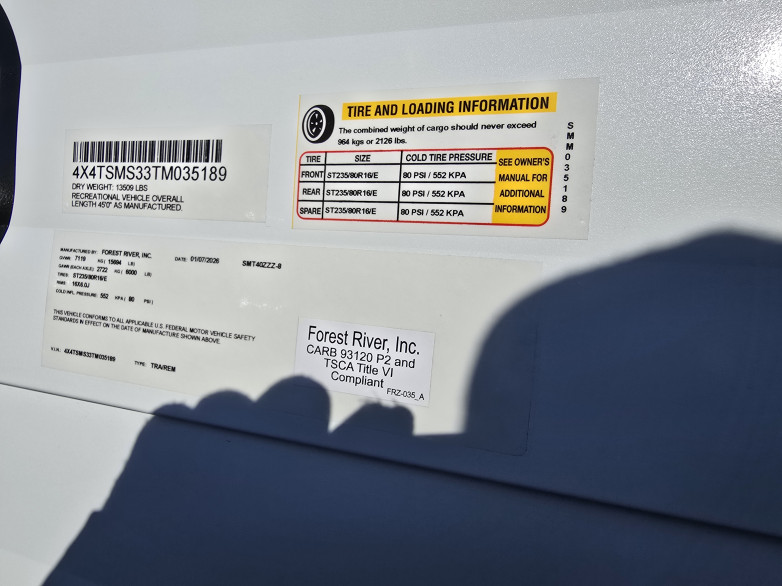 4X4TSMS33TM035189
DRY WEIGHT: 13509 LBS
RECREATIONAL VEHICLE OVERALL
LENGTH 45'0" AS MANUFACTURED.
TIRE AND LOADING INFORMATION
The combined weight of cargo should never exceed
964 kgs or 2126 lbs.
TIRE SIZE COLD TIRE PRESSURE
FRONT ST235/80R16/E 80 PSI / 552 KPA
REAR ST235/80R16/E 80 PSI / 552 KPA
SPARE ST235/80R16/E 80 PSI / 552 KPA
SEE OWNER'S
MANUAL FOR
ADDITIONAL
INFORMATION
SMM035189
MANUFACTURED BY: FOREST RIVER, INC. DATE: 01/07/2026 SMT40ZZZ-8
GVWR: 7119 KG ( 15694 LB)
GAWR (EACH AXLE): 2722 KG ( 6000 LB)
TIRES: ST235/80R16/E
RIMS: 16X6.0J
COLD INFL. PRESSURE: 552 KPA ( 80 PSI)
THIS VEHICLE CONFORMS TO ALL APPLICABLE U.S. FEDERAL MOTOR VEHICLE SAFETY
STANDARDS IN EFFECT ON THE DATE OF MANUFACTURE SHOWN ABOVE.
V.I.N.: 4X4TSMS33TM035189 TYPE: TRA/REM
Forest River, Inc.
CARB 93120 P2 and
TSCA Title VI
Compliant
FRZ-035_A